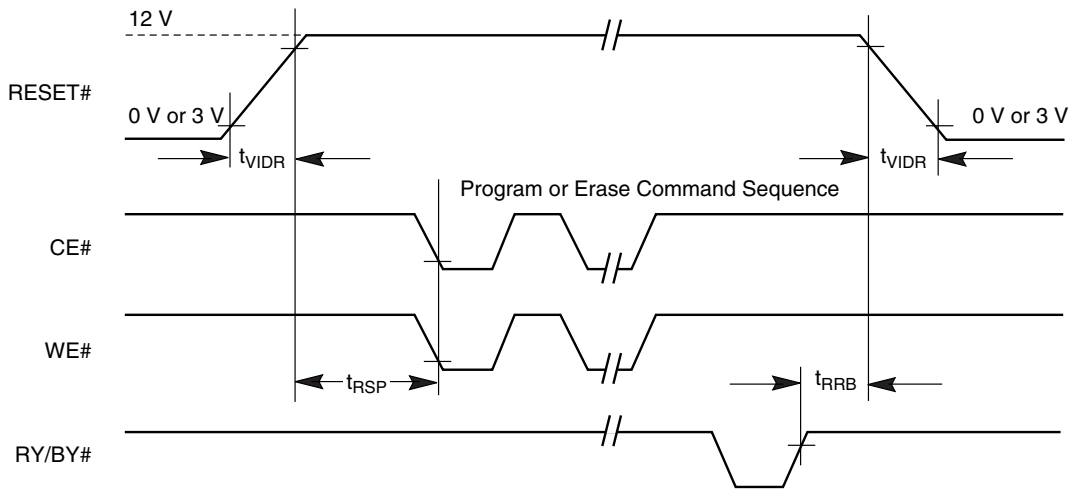 12 V
RESET#
0 V or 3 V
0 V or 3 V
tVIDR
tVIDR
Program or Erase Command Sequence
CE#
WE#
tRSP
tRRB
RY/BY#